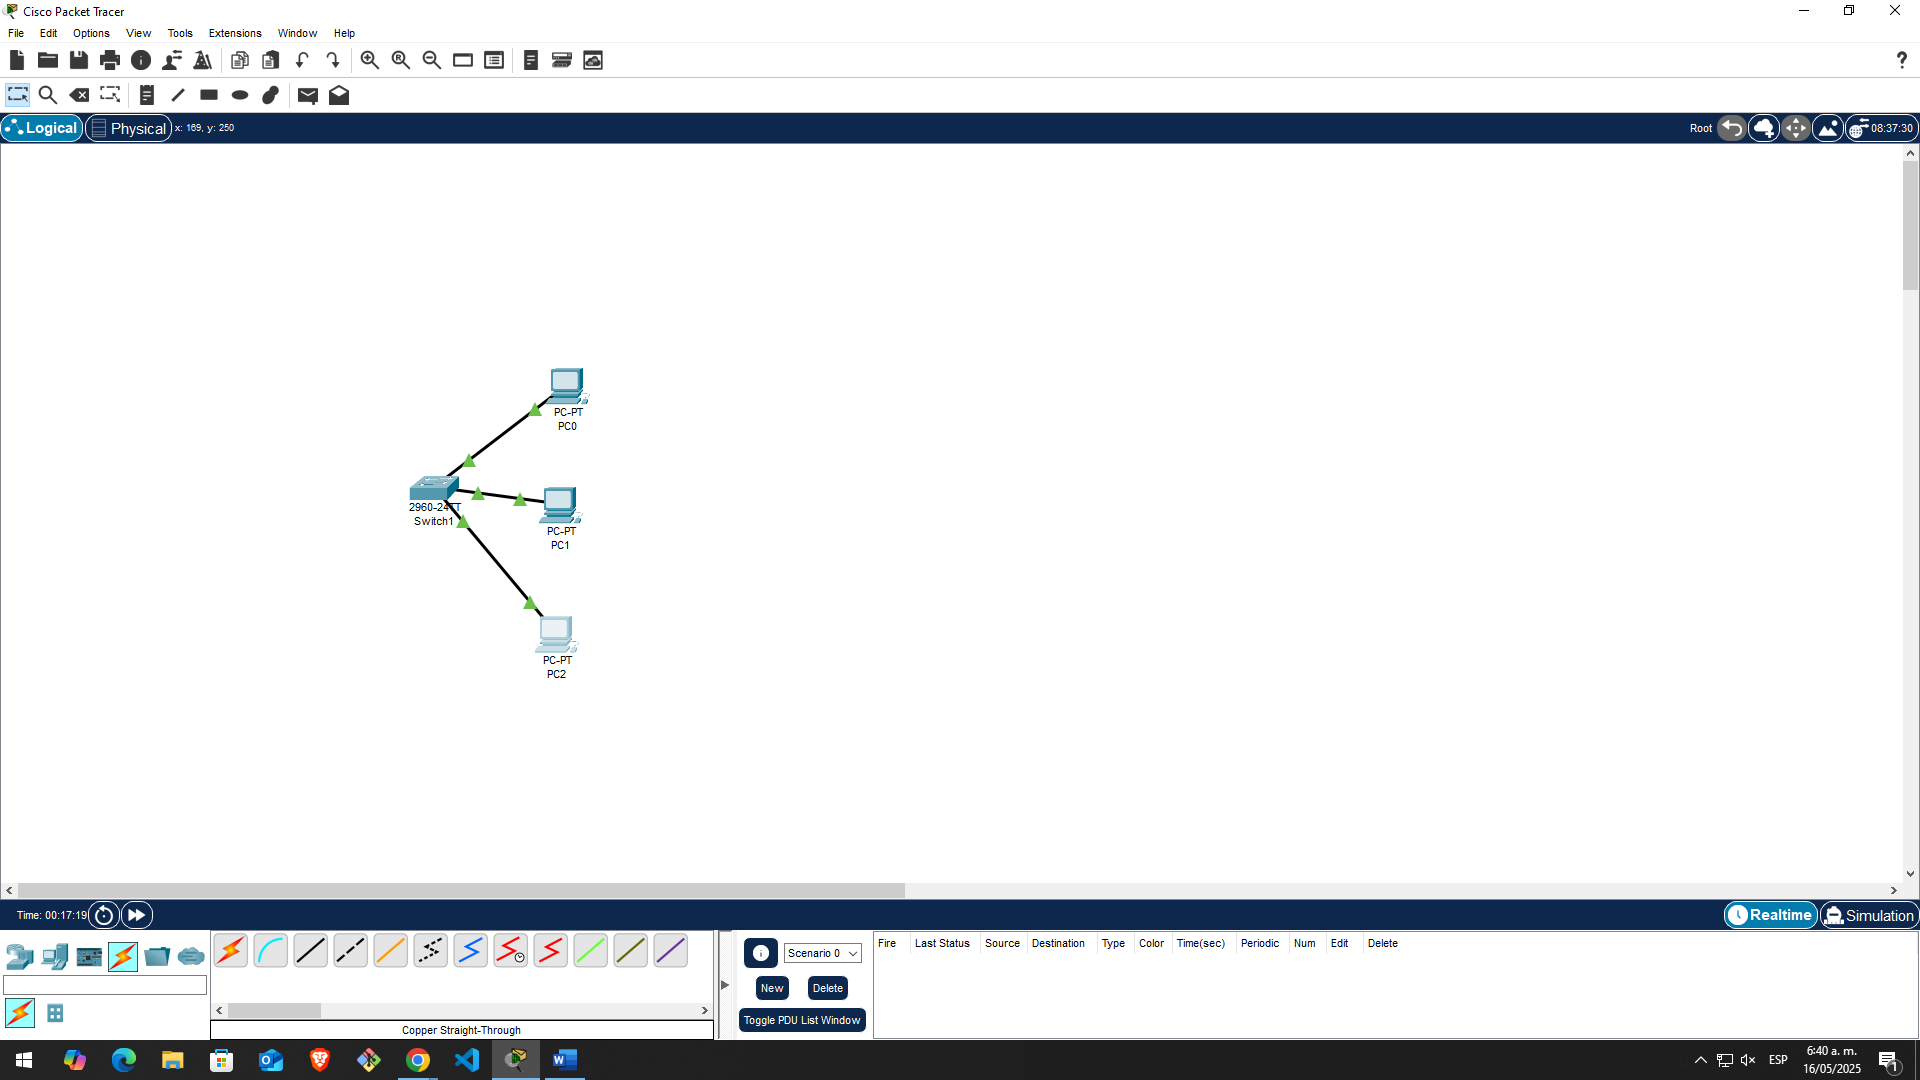 Cisco Packet Tracer
File Edit Options View Tools Extensions Window Help
Logical Physical x: 169, y: 250 Root 08:37:30
PC-PT
PC0
2960-24TT
Switch1
PC-PT
PC1
PC-PT
PC2
Time: 00:17:19 Realtime Simulation
Scenario 0
New Delete
Toggle PDU List Window
Fire Last Status Source Destination Type Color Time(sec) Periodic Num Edit Delete
Copper Straight-Through
ESP
6:40 a. m.
16/05/2025
1